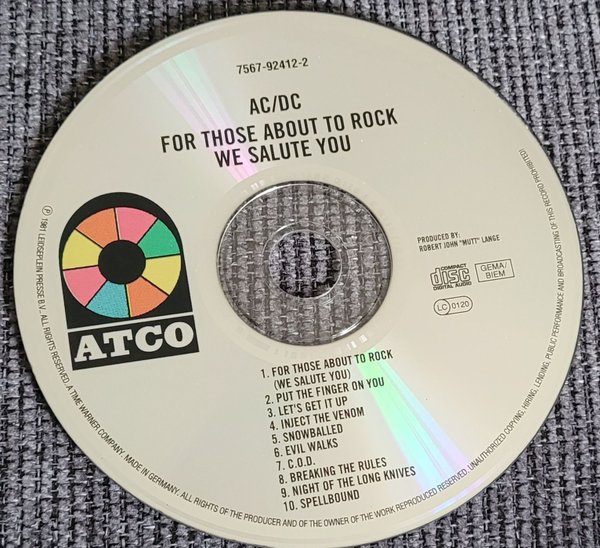 7567-92412-2
AC/DC
FOR THOSE ABOUT TO ROCK
WE SALUTE YOU
ATCO
PRODUCED BY:
ROBERT JOHN "MUTT" LANGE
COMPACT
disc
DIGITAL AUDIO
GEMA/
BIEM
LC 0120
1. FOR THOSE ABOUT TO ROCK
(WE SALUTE YOU)
2. PUT THE FINGER ON YOU
3. LET'S GET IT UP
4. INJECT THE VENOM
5. SNOWBALLED
6. EVIL WALKS
7. C.O.D.
8. BREAKING THE RULES
9. NIGHT OF THE LONG KNIVES
10. SPELLBOUND
℗ 1981 LEIDSEPLEIN PRESSE B.V.. ALL RIGHTS RESERVED. A TIME WARNER COMPANY. MADE IN GERMANY. ALL RIGHTS OF THE PRODUCER AND OF THE OWNER OF THE WORK REPRODUCED RESERVED. UNAUTHORIZED COPYING, HIRING, LENDING, PUBLIC PERFORMANCE AND BROADCASTING OF THIS RECORD PROHIBITED!